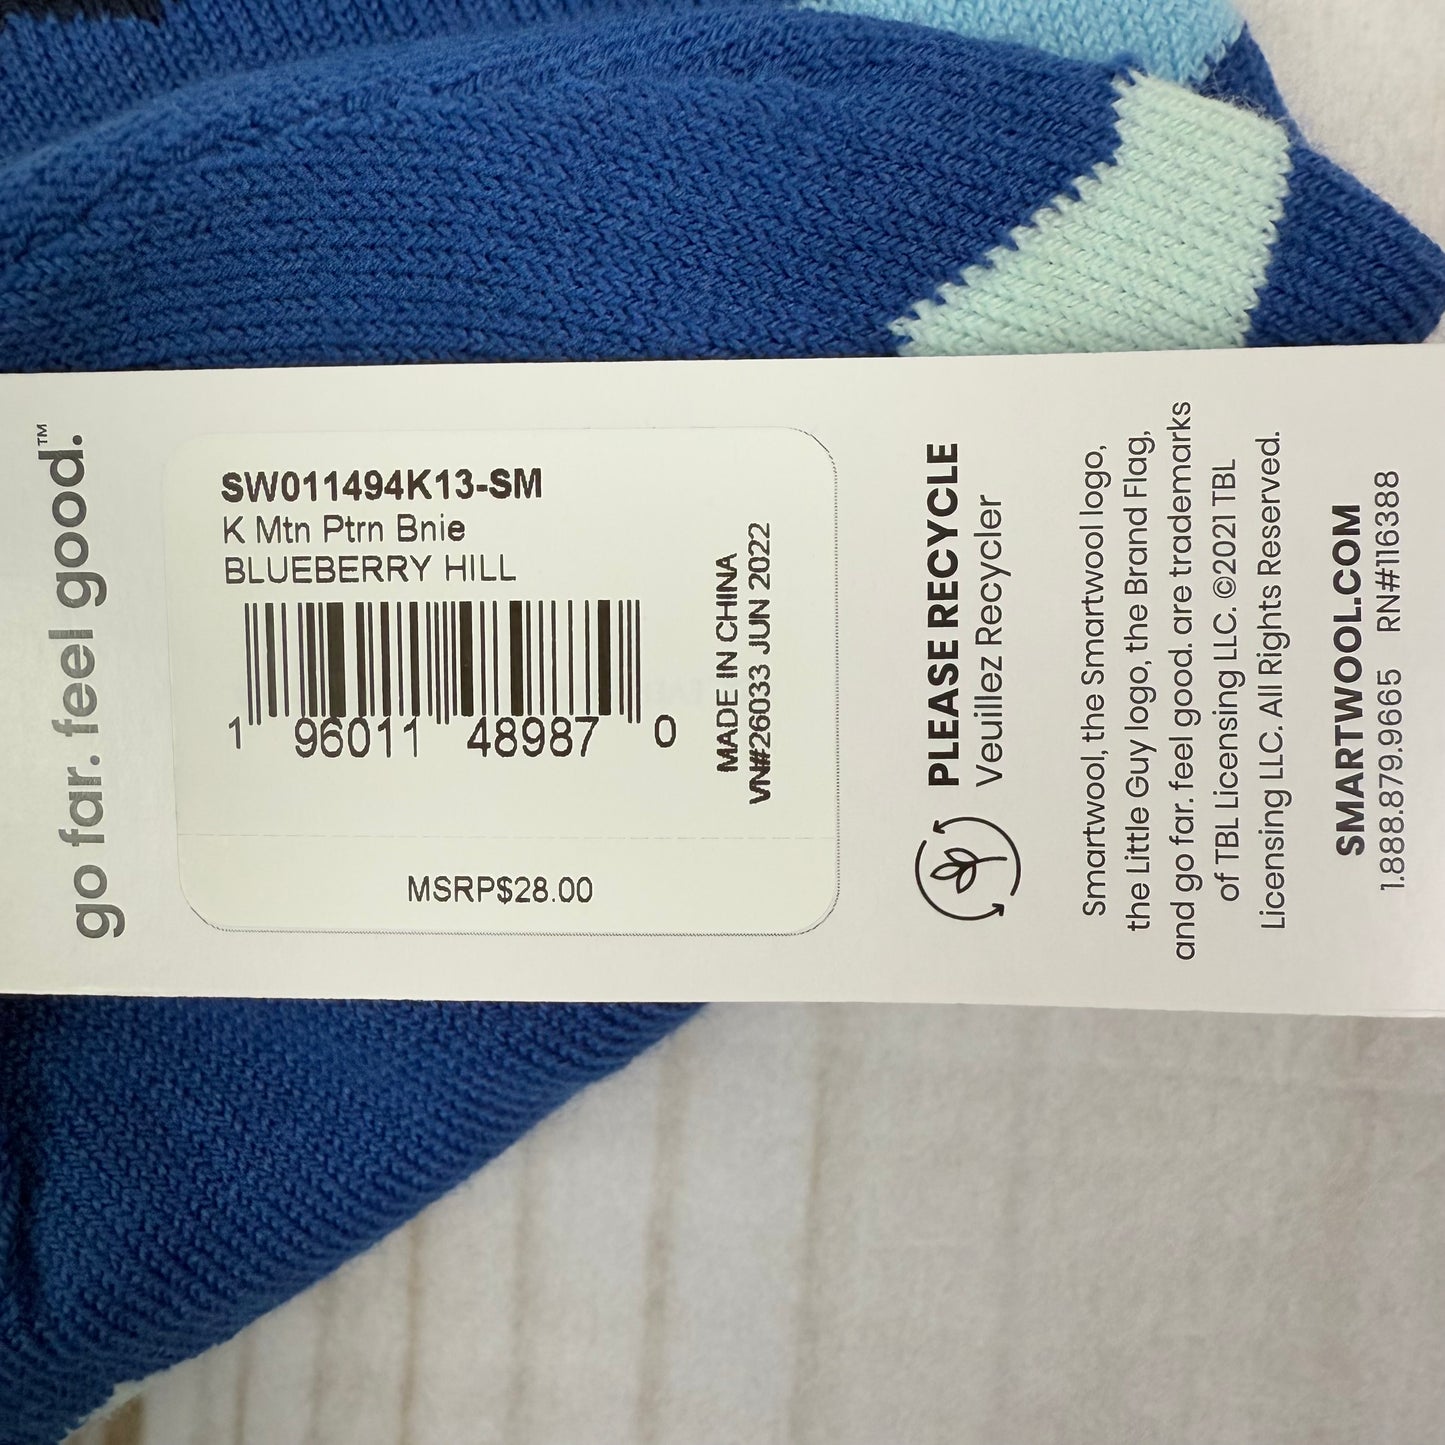 go far. feel good.™
SW011494K13-SM
K Mtn Ptrn Bnie
BLUEBERRY HILL
1 96011 48987 0
MADE IN CHINA
VN#26033 JUN 2022
MSRP$28.00
PLEASE RECYCLE
Veuillez Recycler
Smartwool, the Smartwool logo,
the Little Guy logo, the Brand Flag,
and go far. feel good. are trademarks
of TBL Licensing LLC. ©2021 TBL
Licensing LLC. All Rights Reserved.
SMARTWOOL.COM
1.888.879.9665 RN#116388